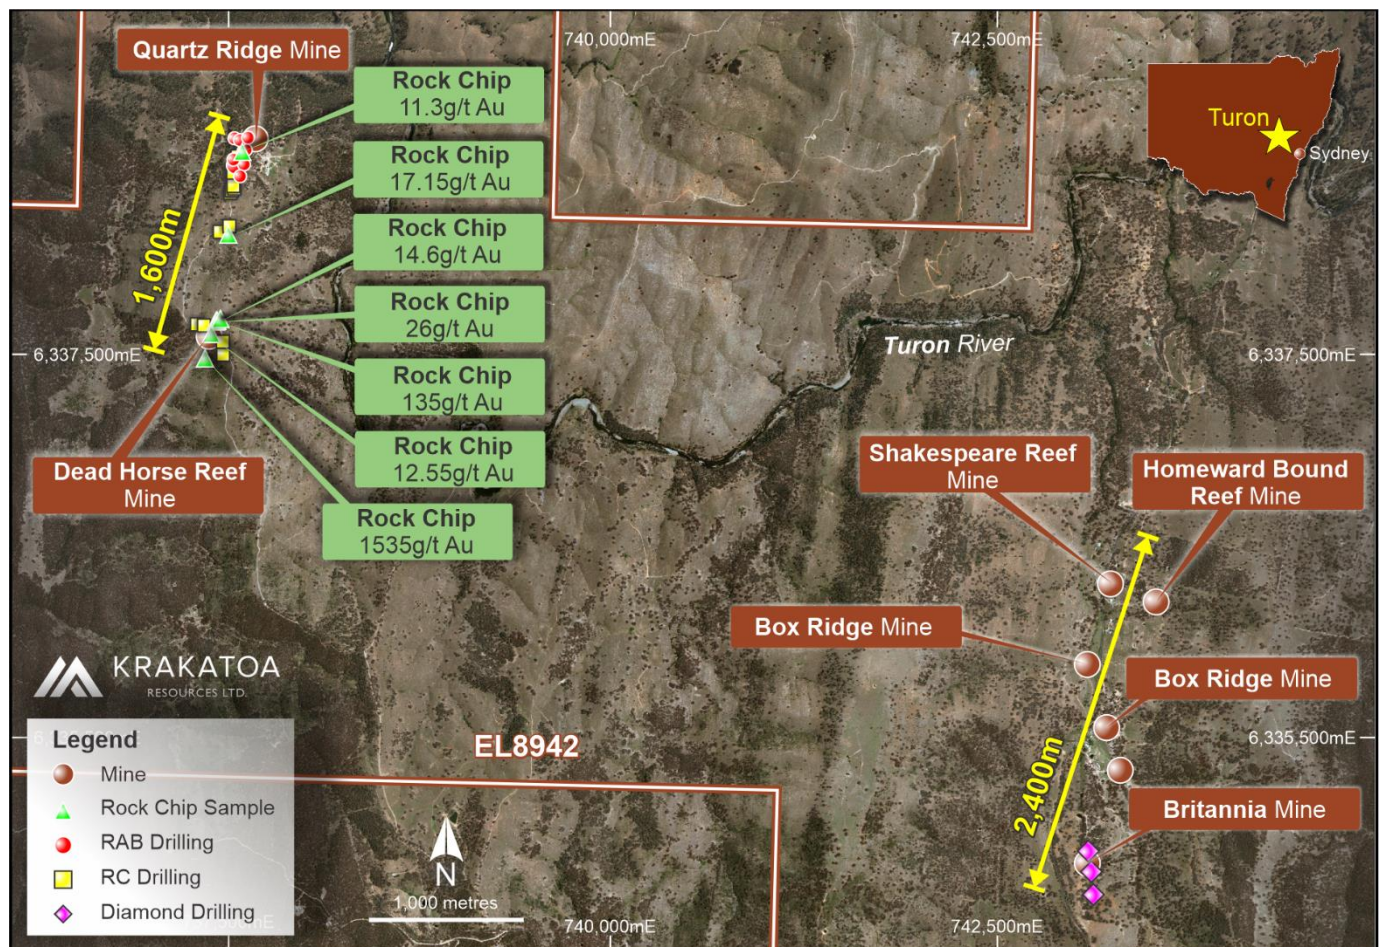 740,000mE
742,500mE
Quartz Ridge Mine
Rock Chip
11.3g/t Au
Turon
Sydney
Rock Chip
17.15g/t Au
1,600m
Rock Chip
14.6g/t Au
Rock Chip
26g/t Au
6,337,500mE
Turon River
6,337,500mE
Rock Chip
135g/t Au
Rock Chip
12.55g/t Au
Dead Horse Reef
Mine
Shakespeare Reef
Mine
Homeward Bound
Reef Mine
Rock Chip
1535g/t Au
Box Ridge Mine
KRAKATOA
RESOURCES LTD.
Box Ridge Mine
2,400m
EL8942
6,335,500mE
Legend
Mine
Rock Chip Sample
RAB Drilling
RC Drilling
Diamond Drilling
Britannia Mine
N
1,000 metres
740,000mE
742,500mE